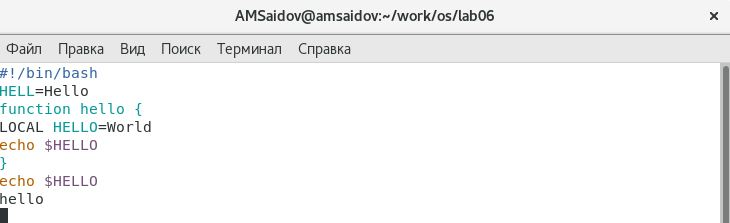 AMSaidov@amsaidov:~/work/os/lab06
Файл Правка Вид Поиск Терминал Справка
#!/bin/bash
HELL=Hello
function hello {
LOCAL HELLO=World
echo $HELLO
}
echo $HELLO
hello